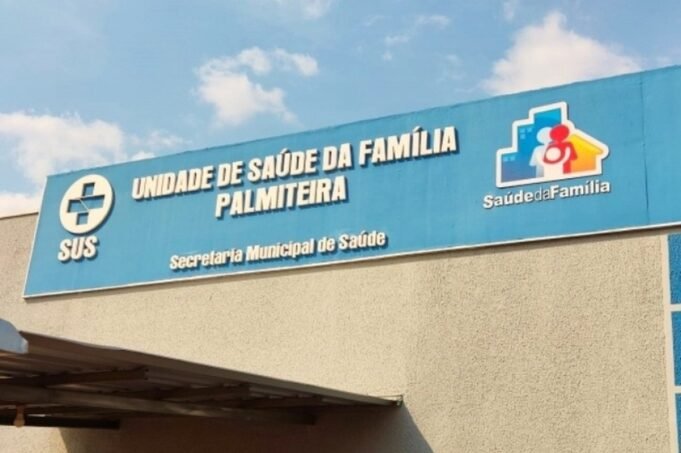 SUS
UNIDADE DE SAÚDE DA FAMÍLIA
PALMITEIRA
Secretaria Municipal de Saúde
SaúdedaFamília